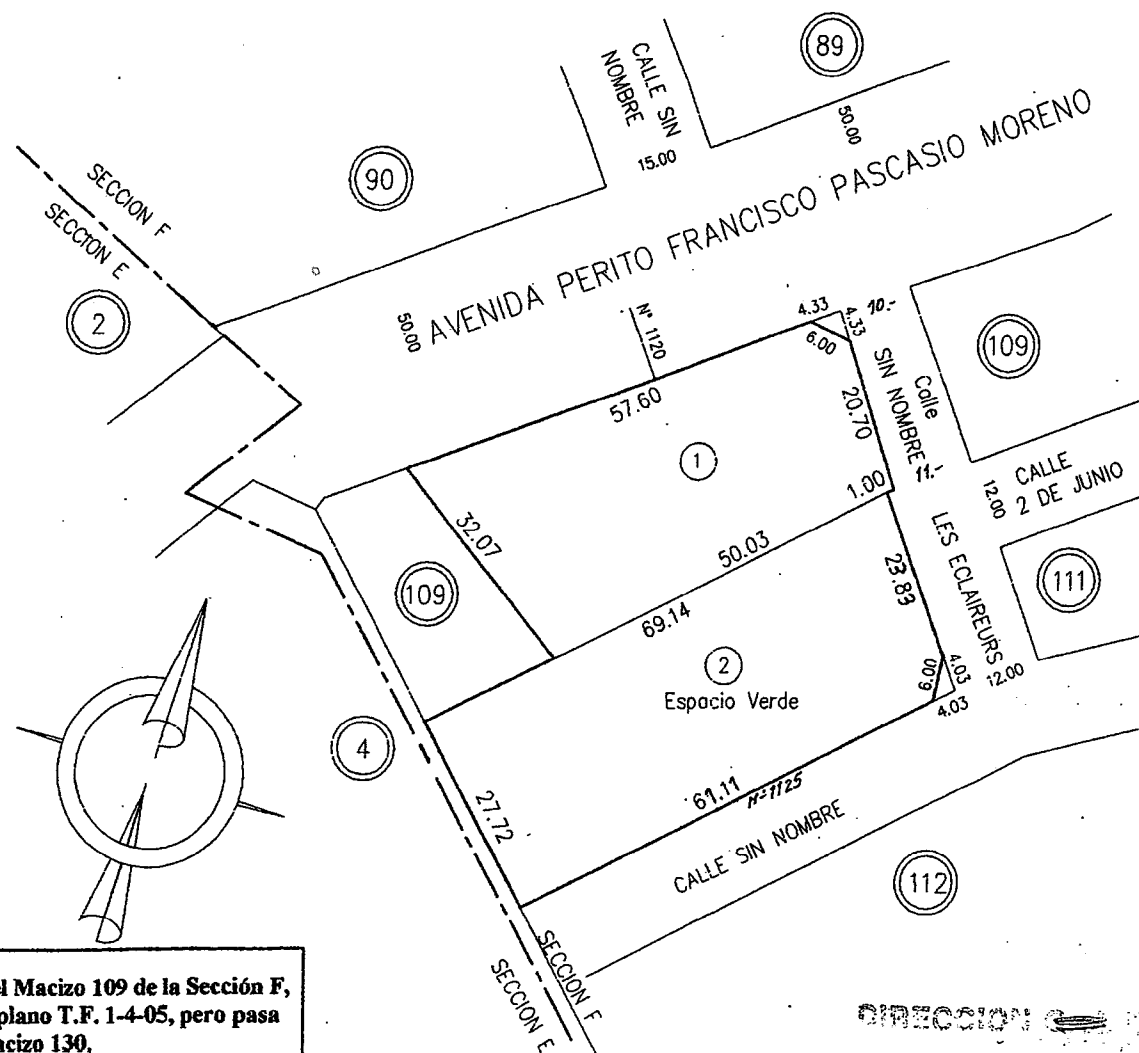 89
CALLE SIN
NOMBRE
15.00
50.00
90
AVENIDA PERITO FRANCISCO PASCASIO MORENO
SECCION F
SECCION E
2
50.00
Nº 1120
4.33
4.33
10.-
6.00
109
57.60
SIN NOMBRE
Calle
20.70
1
1.00
11.-
12.00
CALLE
2 DE JUNIO
32.07
50.03
LES ECLAIREURS
109
69.14
23.83
111
2
Espacio Verde
6.00
4.03
4.03
12.00
4
27.72
61.11
Nº 1125
CALLE SIN NOMBRE
112
SECCION F
SECCION E
el Macizo 109 de la Sección F,
plano T.F. 1-4-05, pero pasa
acizo 130.
DIRECCION